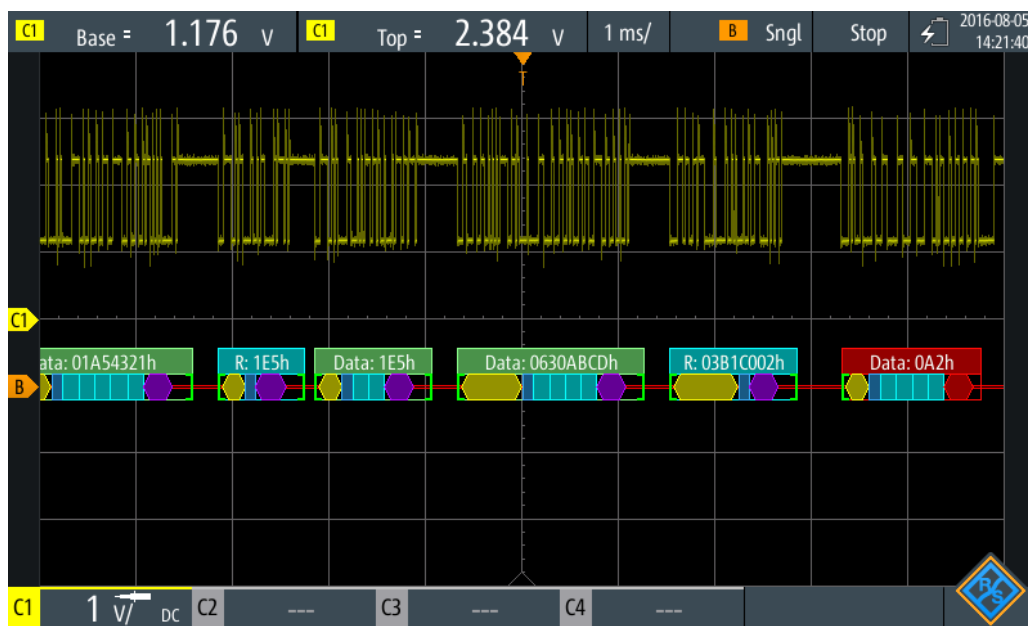 C1 Base = 1.176 V C1 Top = 2.384 V 1 ms/ B Sngl Stop 2016-08-05
14:21:40
T
C1
ata: 01A54321h R: 1E5h Data: 1E5h Data: 0630ABCDh R: 03B1C002h Data: 0A2h
B
C1 1 V/ DC C2 --- C3 --- C4 ---
R S